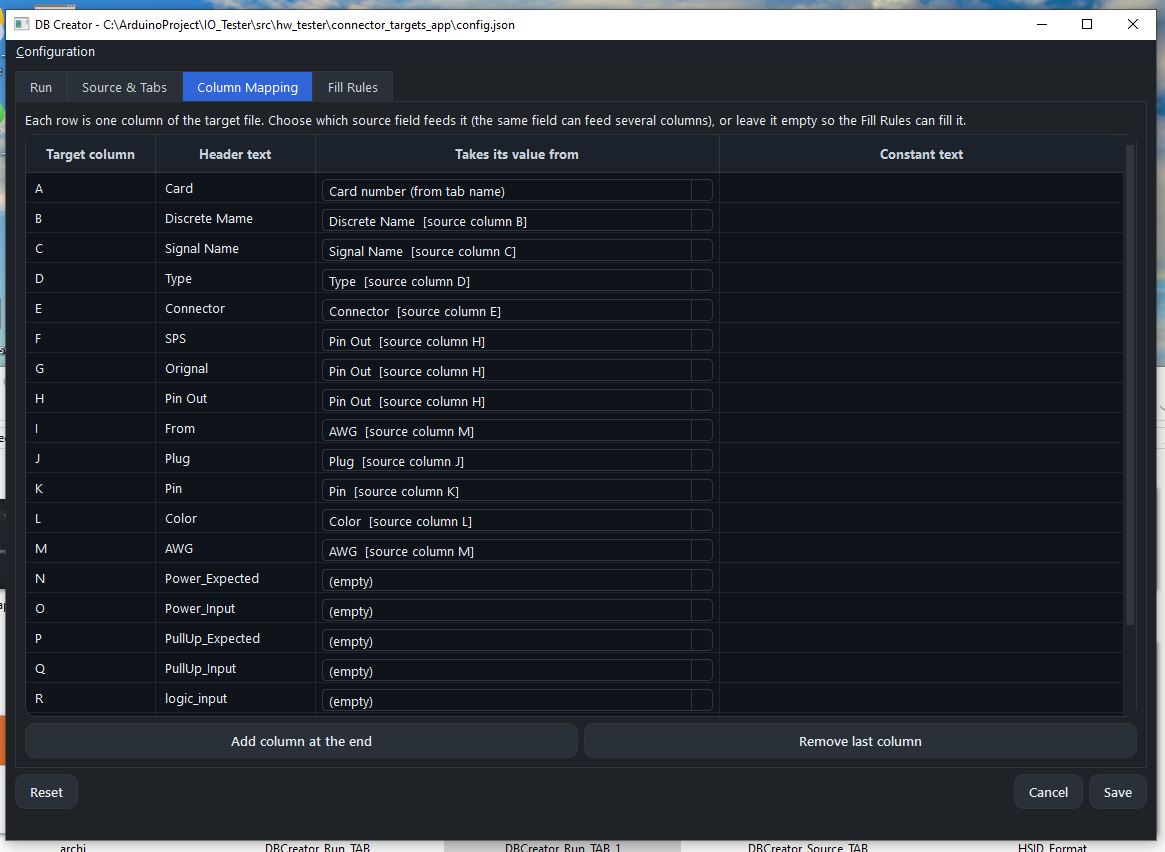 DB Creator - C:\ArduinoProject\IO_Tester\src\hw_tester\connector_targets_app\config.json
Configuration
Run Source & Tabs Column Mapping Fill Rules
Each row is one column of the target file. Choose which source field feeds it (the same field can feed several columns), or leave it empty so the Fill Rules can fill it.
Target column Header text Takes its value from Constant text
A Card Card number (from tab name)
B Discrete Mame Discrete Name [source column B]
C Signal Name Signal Name [source column C]
D Type Type [source column D]
E Connector Connector [source column E]
F SPS Pin Out [source column H]
G Orignal Pin Out [source column H]
H Pin Out Pin Out [source column H]
I From AWG [source column M]
J Plug Plug [source column J]
K Pin Pin [source column K]
L Color Color [source column L]
M AWG AWG [source column M]
N Power_Expected (empty)
O Power_Input (empty)
P PullUp_Expected (empty)
Q PullUp_Input (empty)
R logic_input (empty)
Add column at the end Remove last column
Reset Cancel Save
archi DBCreator_Run_TAB DBCreator_Run_TAB_1 DBCreator_Source_TAB HSID_Format